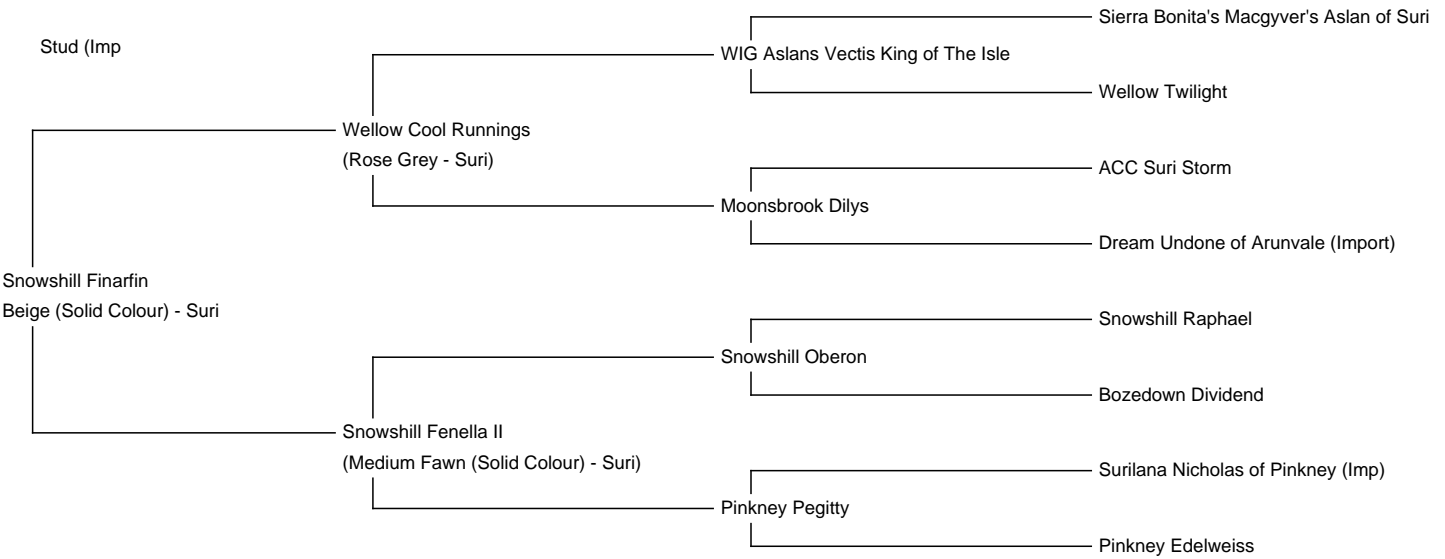 Sierra Bonita's Macgyver's Aslan of Suri
Stud (Imp
WIG Aslans Vectis King of The Isle
Wellow Twilight
Wellow Cool Runnings
(Rose Grey - Suri)
ACC Suri Storm
Moonsbrook Dilys
Dream Undone of Arunvale (Import)
Snowshill Finarfin
Beige (Solid Colour) - Suri
Snowshill Raphael
Snowshill Oberon
Bozedown Dividend
Snowshill Fenella II
(Medium Fawn (Solid Colour) - Suri)
Surilana Nicholas of Pinkney (Imp)
Pinkney Pegitty
Pinkney Edelweiss